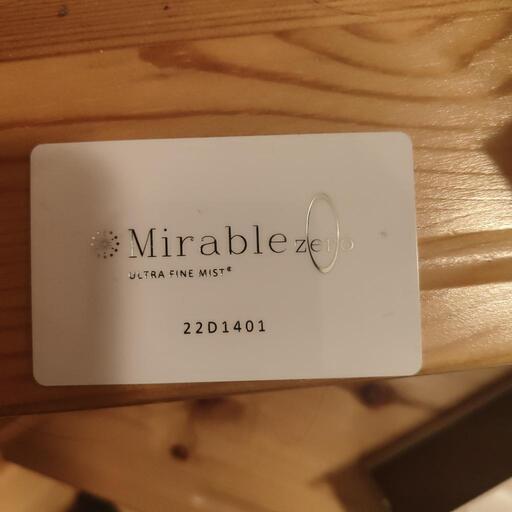 Mirable zero
ULTRA FINE MIST®
22D1401